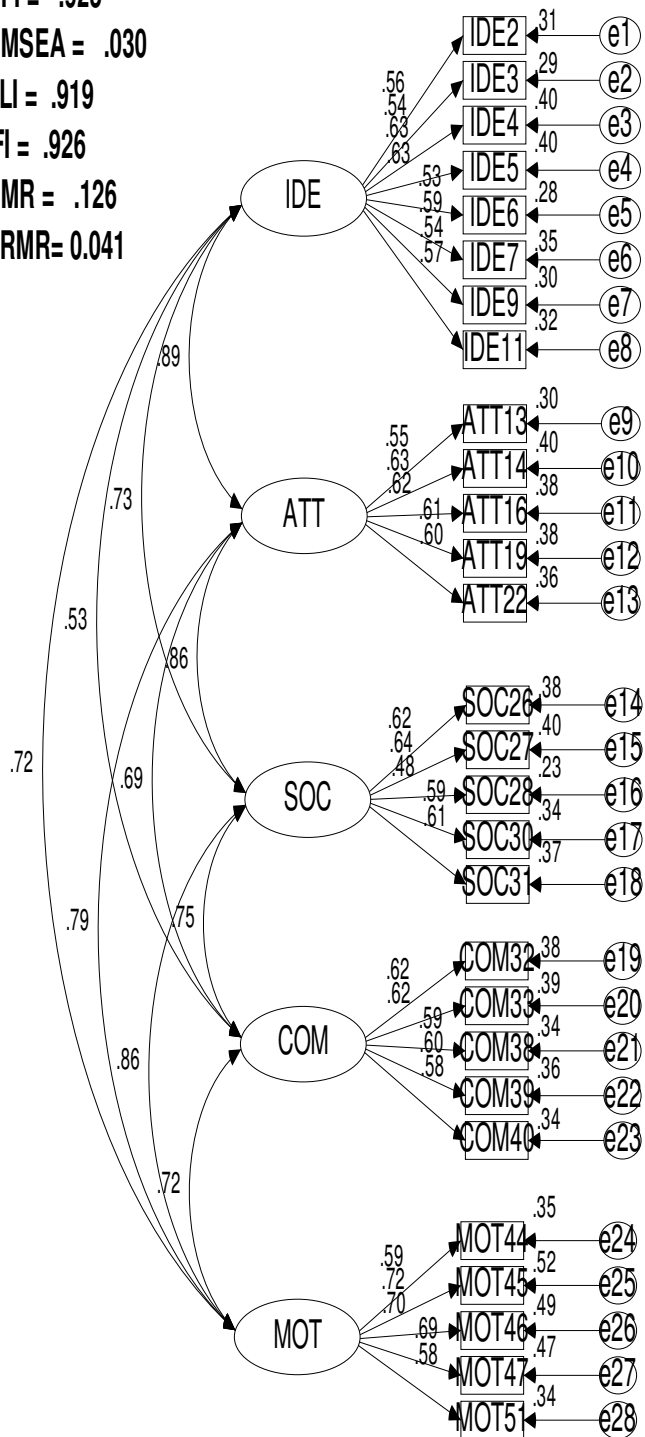 MSEA = .030
LI = .919
FI = .926
MR = .126
RMR= 0.041
IDE
.56
.54
.63
.63
.53
.59
.54
.57
IDE2 .31 e1
IDE3 .29 e2
IDE4 .40 e3
IDE5 .40 e4
IDE6 .28 e5
IDE7 .35 e6
IDE9 .30 e7
IDE11 .32 e8
.89
ATT
.55
.63
.62
.61
.60
ATT13 .30 e9
ATT14 .40 e10
ATT16 .38 e11
ATT19 .38 e12
ATT22 .36 e13
.73
.53
.86
.72
.69
SOC
.62
.64
.48
.59
.61
SOC26 .38 e14
SOC27 .40 e15
SOC28 .23 e16
SOC30 .34 e17
SOC31 .37 e18
.79
.75
COM
.62
.62
.59
.60
.58
COM32 .38 e19
COM33 .39 e20
COM38 .34 e21
COM39 .36 e22
COM40 .34 e23
.86
.72
MOT
.59
.72
.70
.69
.58
MOT44 .35 e24
MOT45 .52 e25
MOT46 .49 e26
MOT47 .47 e27
MOT51 .34 e28